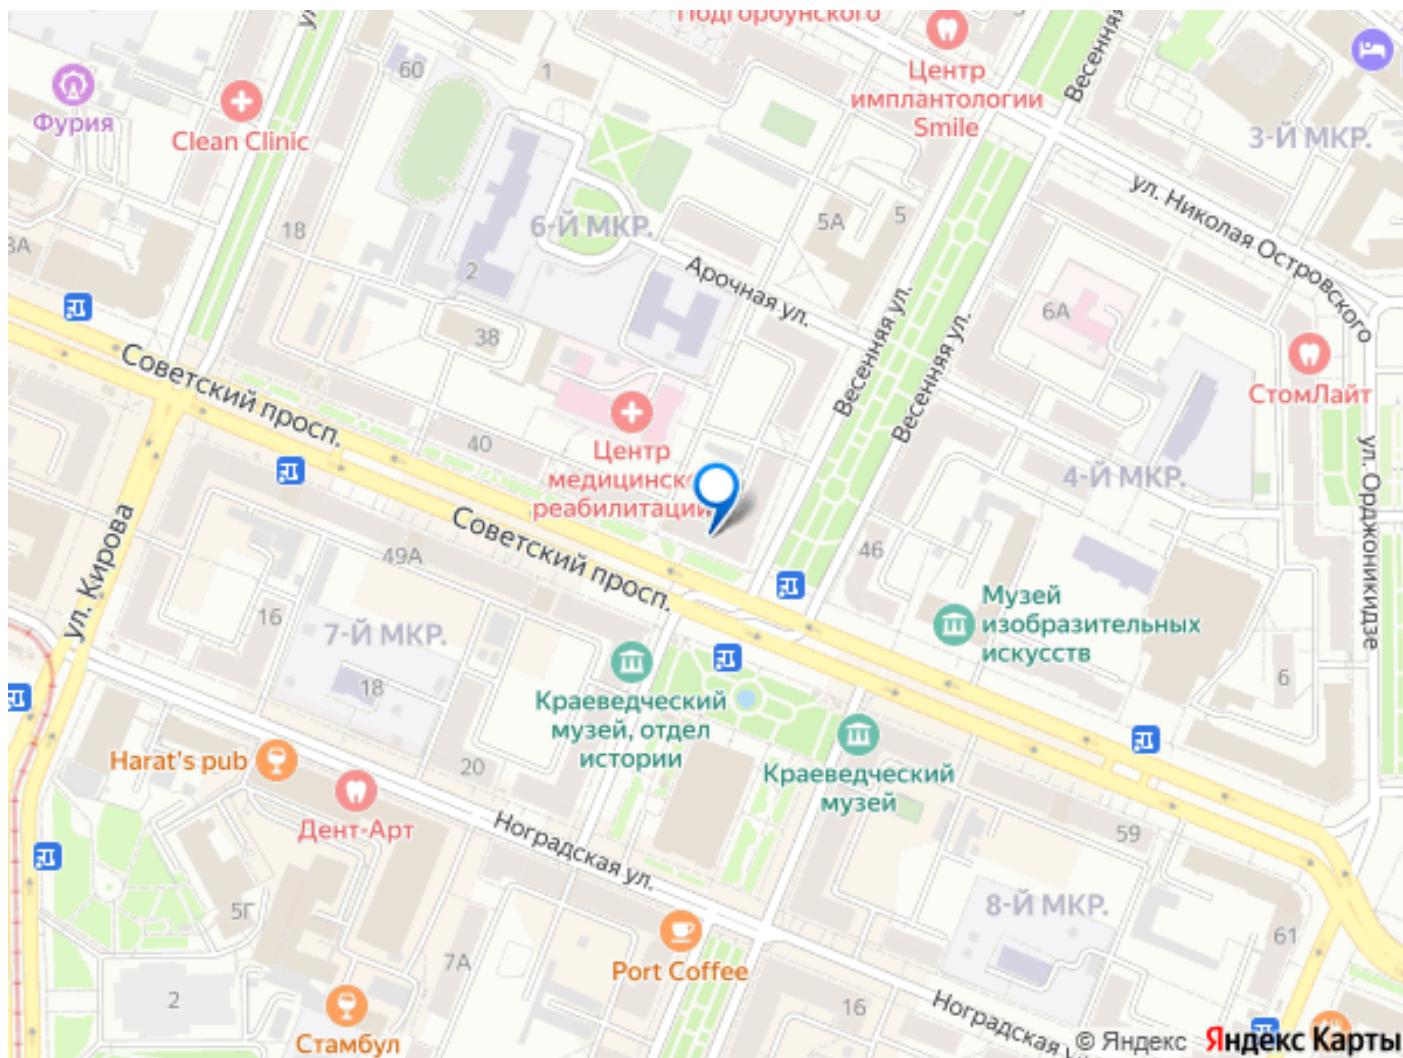 Подгорбунского
Весенняя
60
1
Центр
имплантологии
Smile
Фурия
Clean Clinic
3-Й МКР.
ул. Николая Островского
18
6-Й МКР.
5А
5
3А
2
Арочная ул.
Весенняя ул.
Весенняя ул.
6А
38
СтомЛайт
Советский просп.
40
Центр
медицинско
реабилитации
4-Й МКР.
ул. Орджоникидзе
Советский просп.
49А
46
ул. Кирова
16
7-Й МКР.
Музей
изобразительных
искусств
18
6
Краеведческий
музей, отдел
истории
Harat's pub
20
Краеведческий
музей
Дент-Арт
59
Ноградская ул.
5Г
8-Й МКР.
61
7А
Port Coffee
2
16
Ноградская
Стамбул
© Яндекс Яндекс Карты